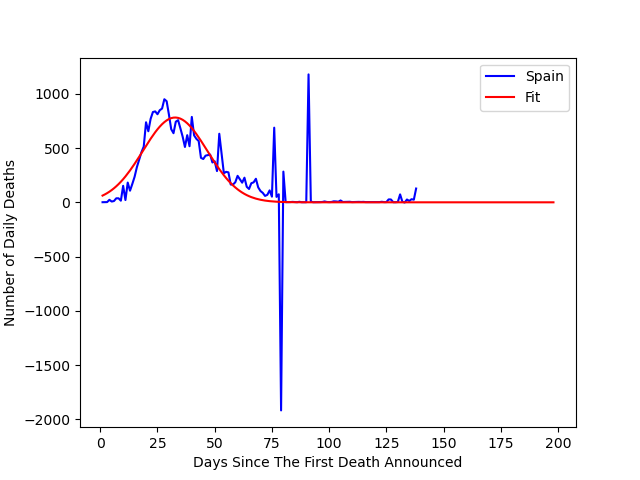 Spain
Fit
1000
500
0
−500
−1000
−1500
−2000
Number of Daily Deaths
0 25 50 75 100 125 150 175 200
Days Since The First Death Announced